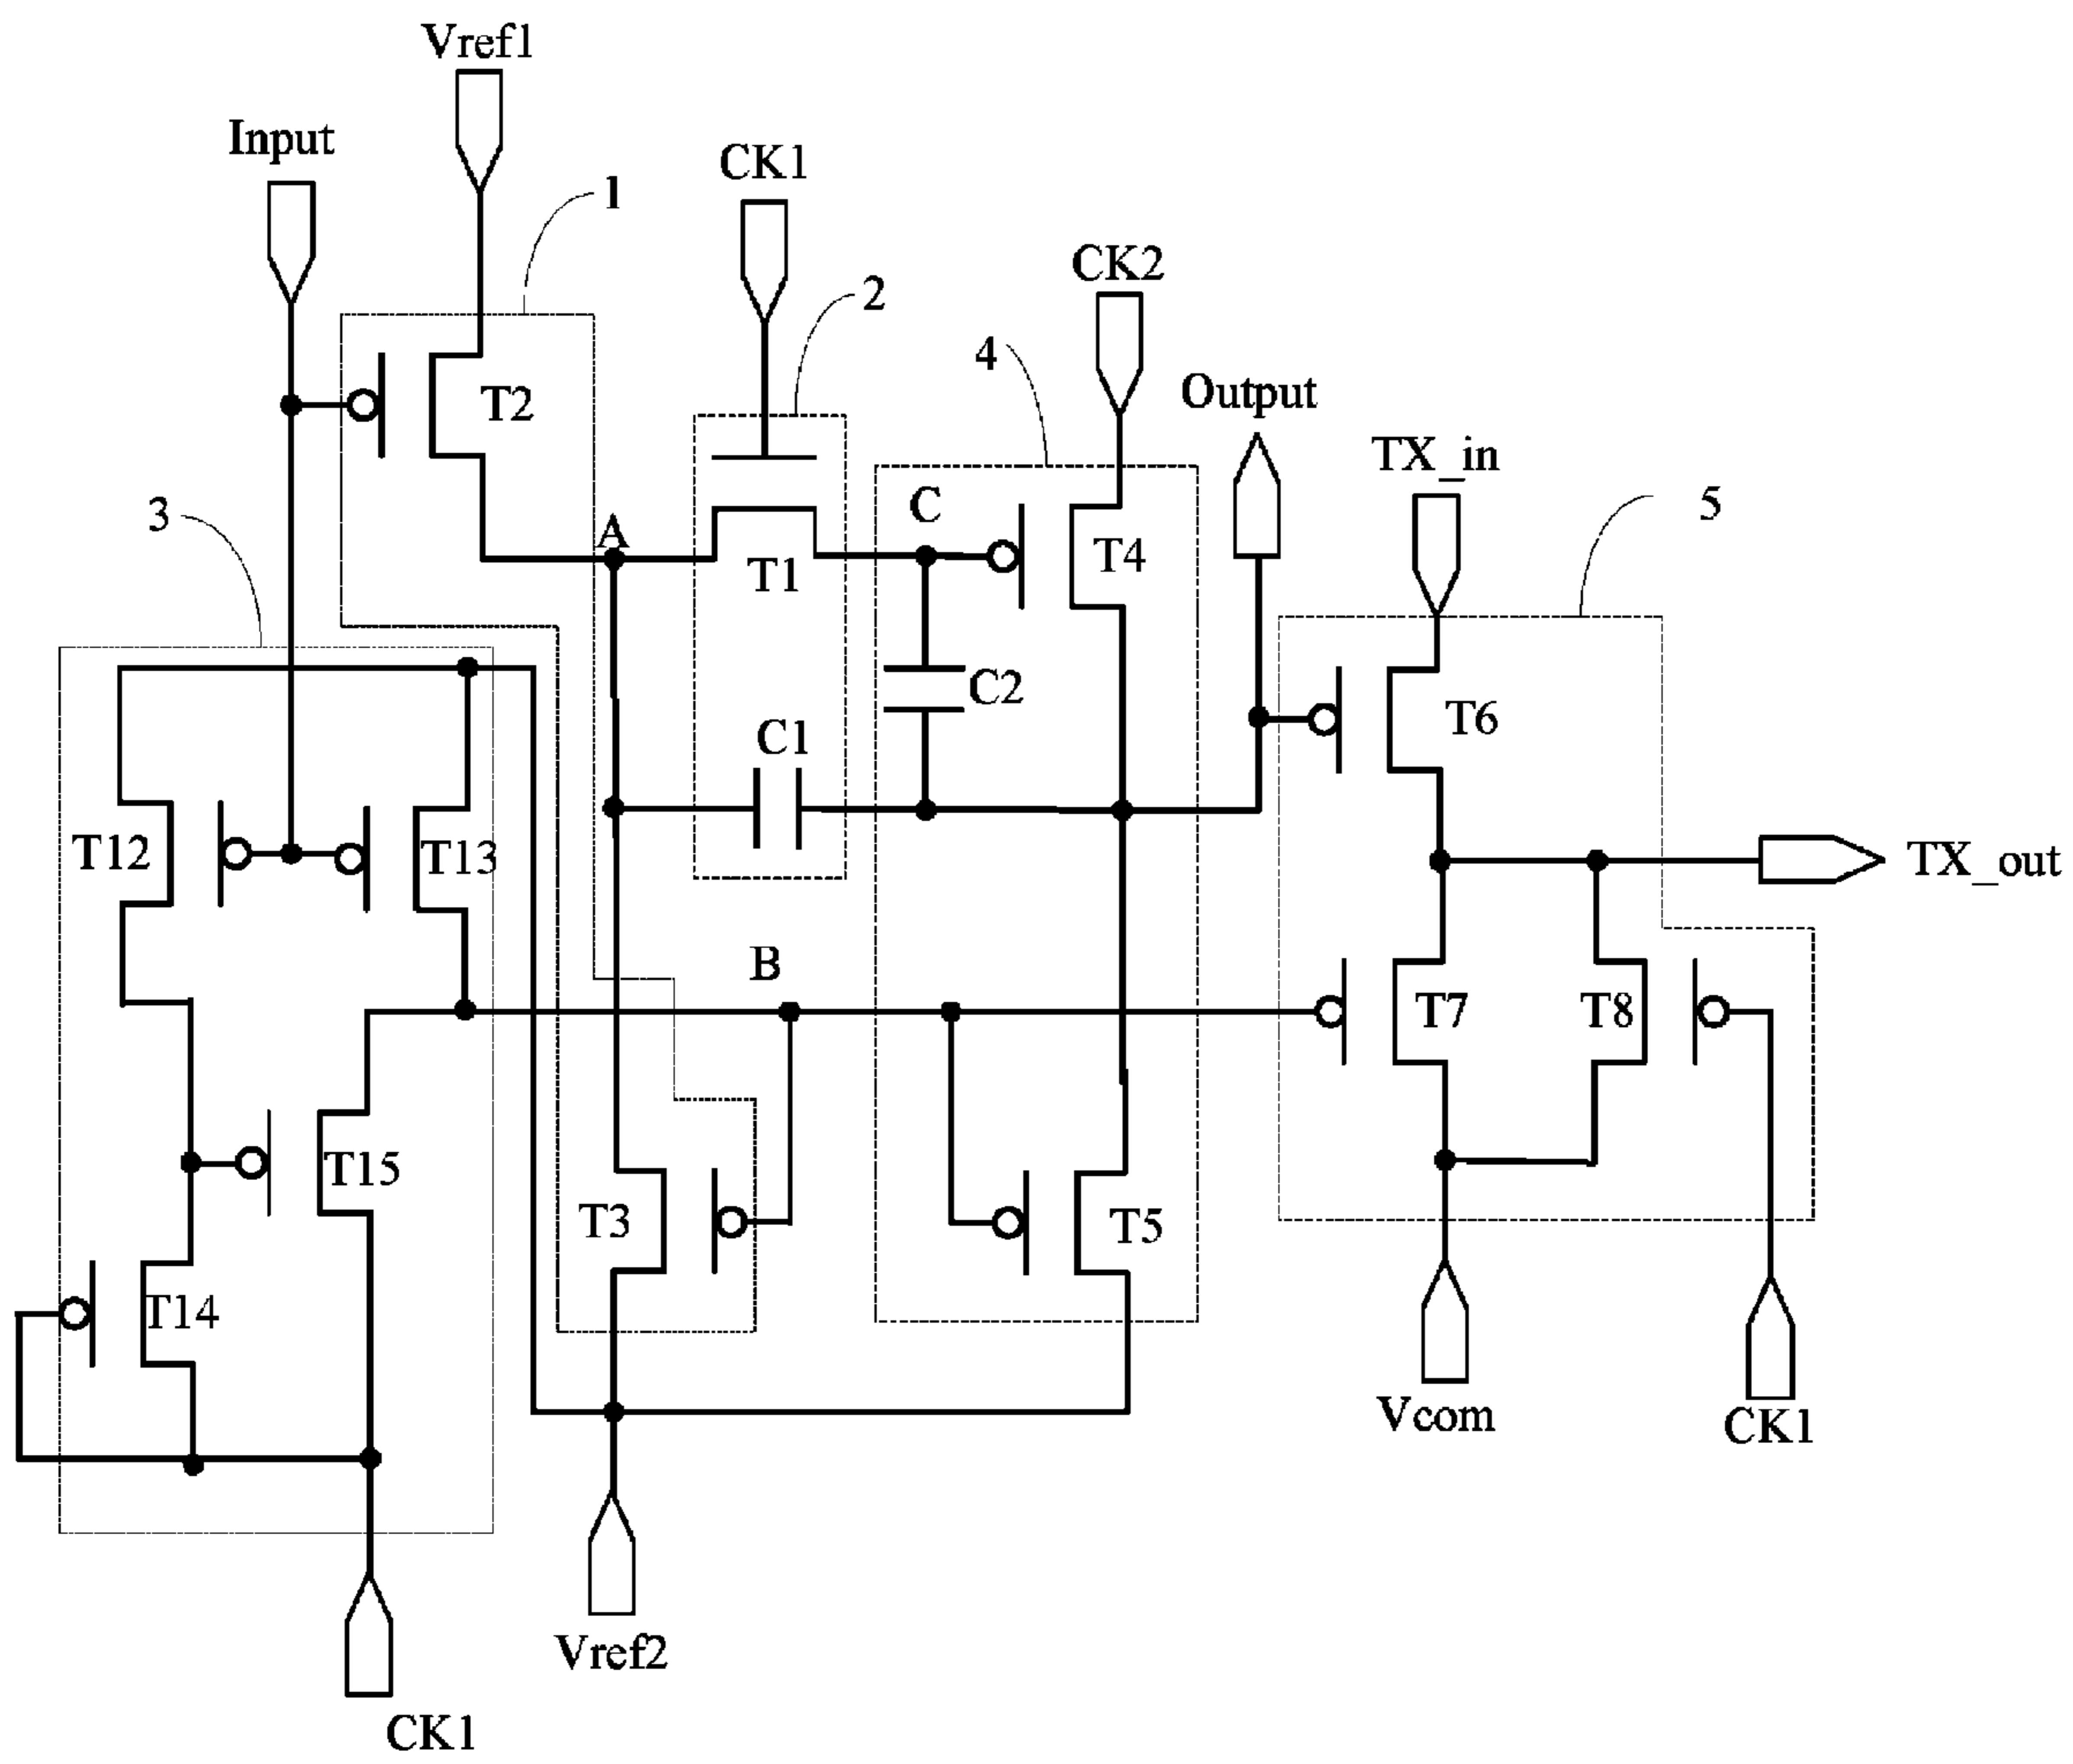 Vref1
Input
CK1
1
CK2
2
4
Output
T2
TX_in
3
A
C
T4
5
T1
C2
T6
C1
T12
T13
TX_out
B
T7
T8
T15
T3
T5
T14
Vcom
CK1
Vref2
CK1